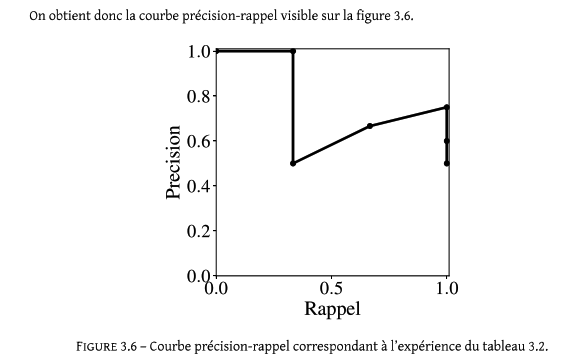 On obtient donc la courbe précision-rappel visible sur la figure 3.6.
1.0
0.8
0.6
0.4
0.2
0.0
Precision
0.0 0.5 1.0
Rappel
FIGURE 3.6 – Courbe précision-rappel correspondant à l'expérience du tableau 3.2.